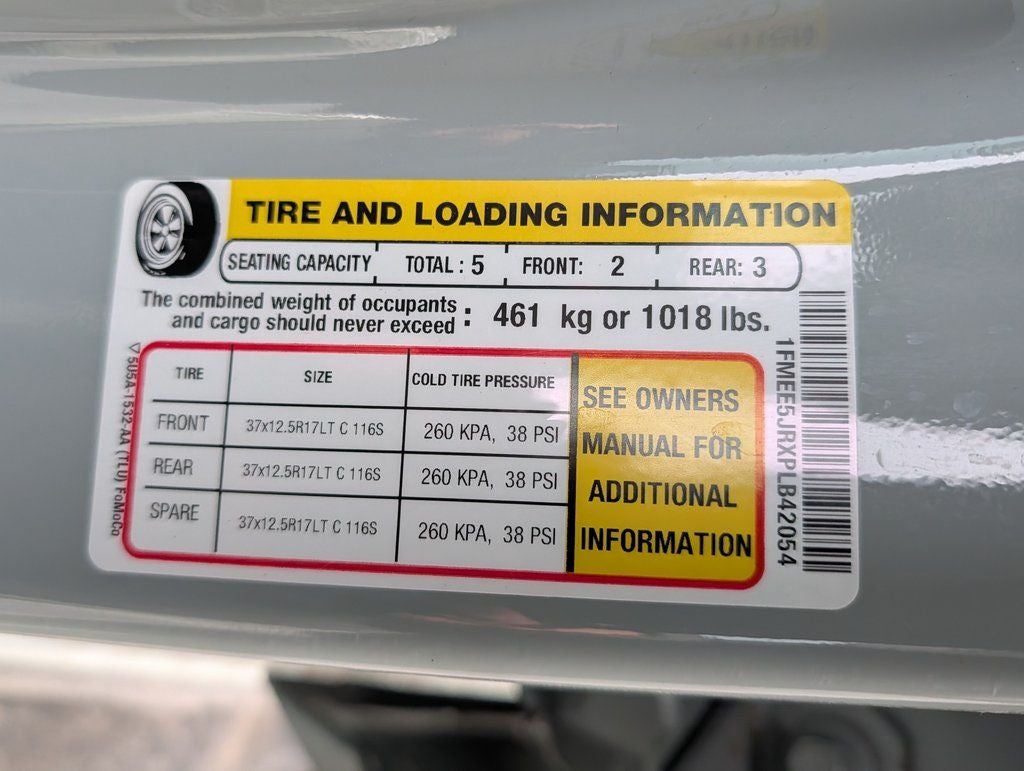 TIRE AND LOADING INFORMATION
SEATING CAPACITY TOTAL : 5 FRONT: 2 REAR: 3
The combined weight of occupants
and cargo should never exceed : 461 kg or 1018 lbs.
TIRE SIZE COLD TIRE PRESSURE
FRONT 37x12.5R17LT C 116S 260 KPA, 38 PSI
REAR 37x12.5R17LT C 116S 260 KPA, 38 PSI
SPARE 37x12.5R17LT C 116S 260 KPA, 38 PSI
SEE OWNERS
MANUAL FOR
ADDITIONAL
INFORMATION
1FMEE5JRXPLB42054
505A-1532-AA (TLU) FoMoCo